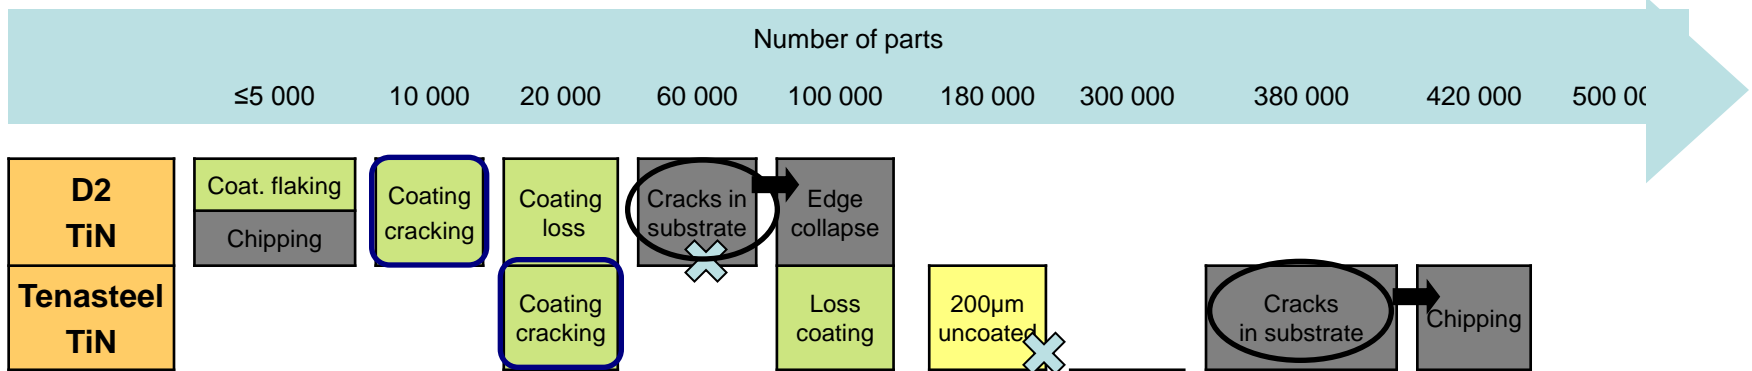 Number of parts
≤5 000 10 000 20 000 60 000 100 000 180 000 300 000 380 000 420 000 500 00
D2
TiN
Coat. flaking
Chipping
Coating
cracking
Coating
loss
Cracks in
substrate
Edge
collapse
Tenasteel
TiN
Coating
cracking
Loss
coating
200µm
uncoated
Cracks
in substrate
Chipping